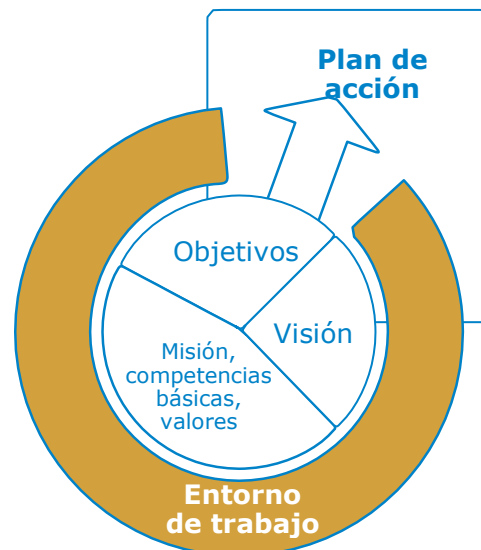 Plan de
acción
Objetivos
Visión
Misión,
competencias
básicas,
valores
Entorno
de trabajo